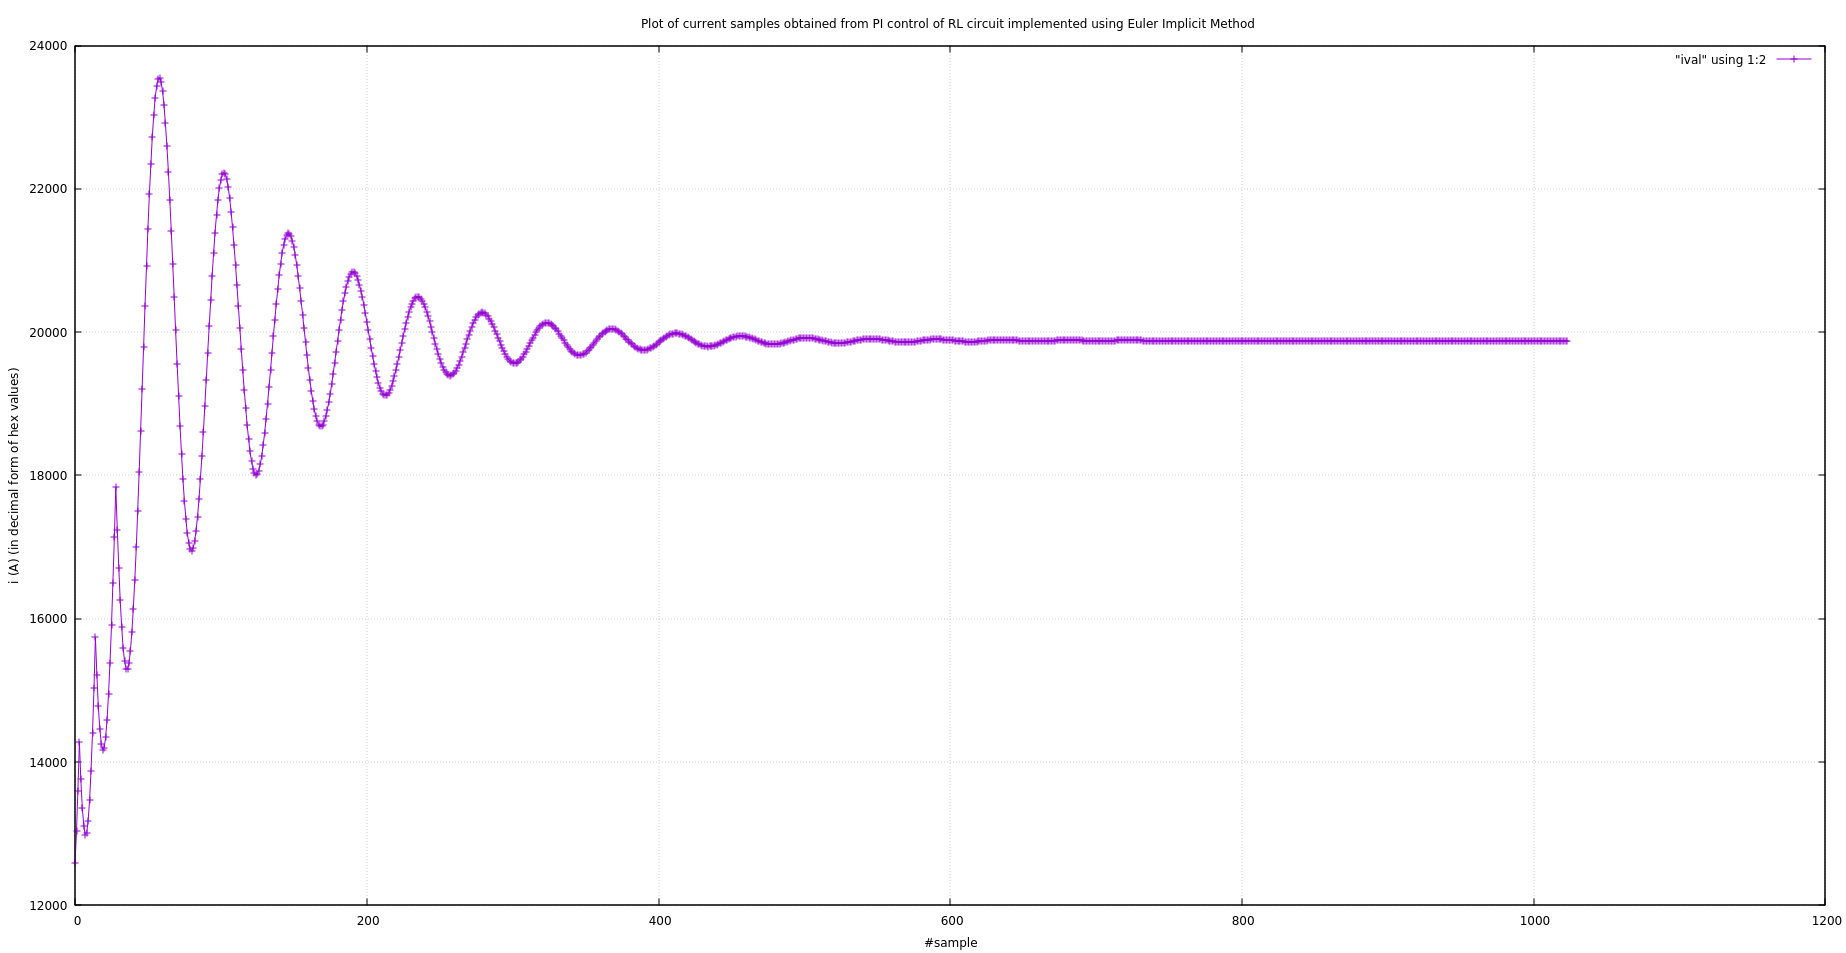 Plot of current samples obtained from PI control of RL circuit implemented using Euler Implicit Method
"ival" using 1:2
i (A) (in decimal form of hex values)
24000
22000
20000
18000
16000
14000
12000
0 200 400 600 800 1000 1200
#sample